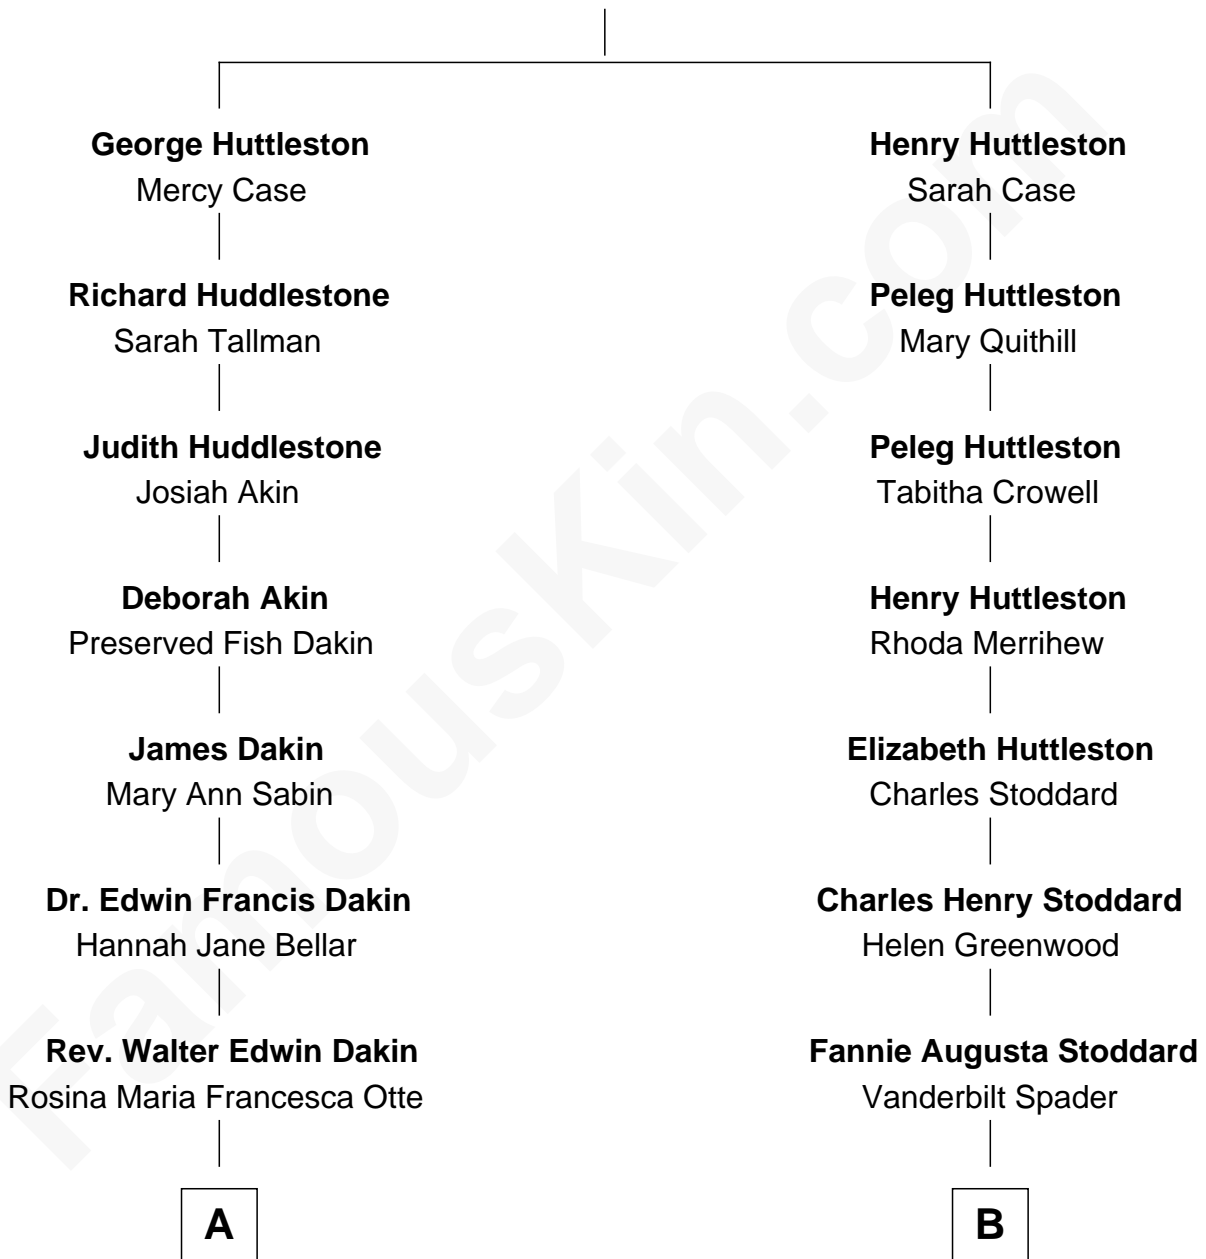 George Huttleston
Mercy Case
Richard Huddlestone
Sarah Tallman
Judith Huddlestone
Josiah Akin
Deborah Akin
Preserved Fish Dakin
James Dakin
Mary Ann Sabin
Dr. Edwin Francis Dakin
Hannah Jane Bellar
Rev. Walter Edwin Dakin
Rosina Maria Francesca Otte
A
Henry Huttleston
Sarah Case
Peleg Huttleston
Mary Quithill
Peleg Huttleston
Tabitha Crowell
Henry Huttleston
Rhoda Merrihew
Elizabeth Huttleston
Charles Stoddard
Charles Henry Stoddard
Helen Greenwood
Fannie Augusta Stoddard
Vanderbilt Spader
B
FamousKin.com